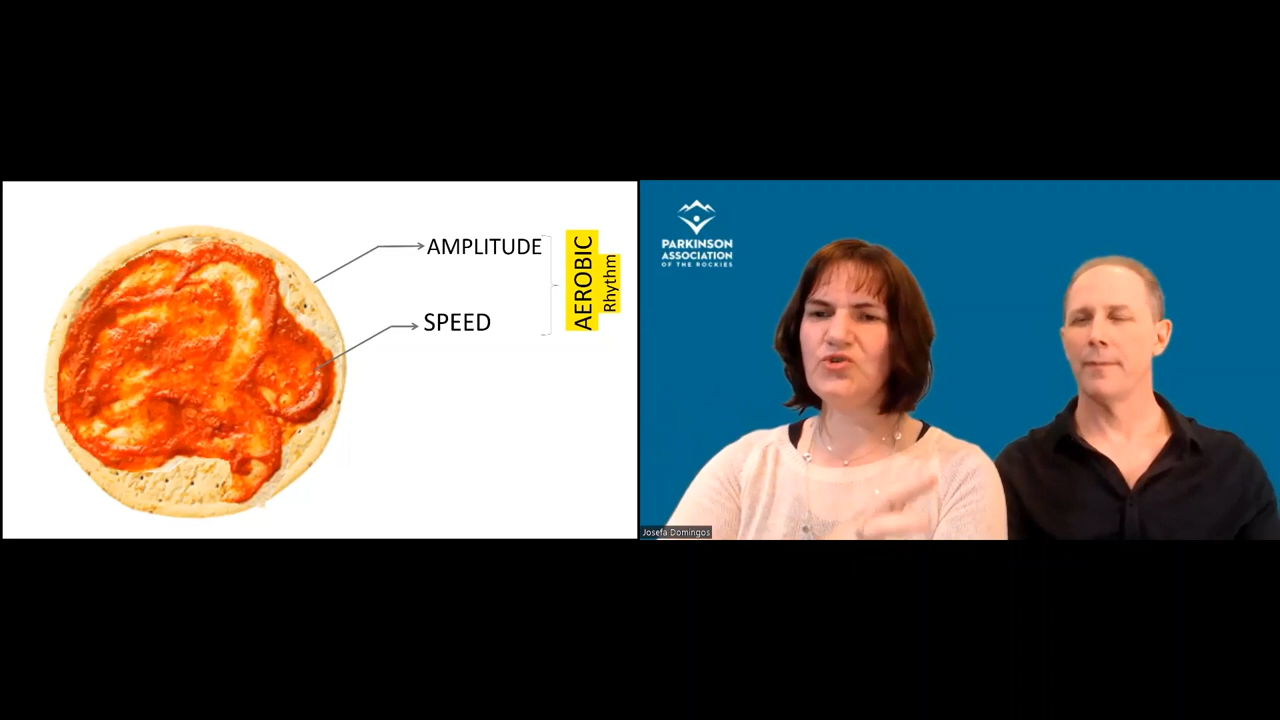 AMPLITUDE
SPEED
AEROBIC
Rhythm
PARKINSON
ASSOCIATION
OF THE ROCKIES
Josefa Domingos